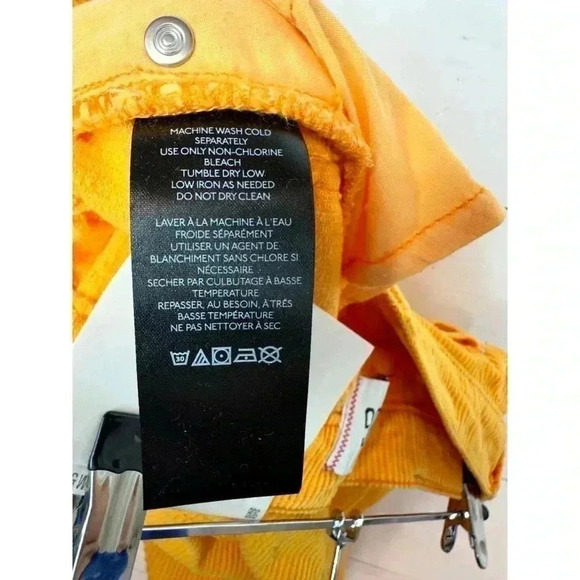 MACHINE WASH COLD
SEPARATELY
USE ONLY NON-CHLORINE
BLEACH
TUMBLE DRY LOW
LOW IRON AS NEEDED
DO NOT DRY CLEAN
LAVER À LA MACHINE À L'EAU
FROIDE SÉPARÉMENT
UTILISER UN AGENT DE
BLANCHIMENT SANS CHLORE SI
NÉCESSAIRE
SECHER PAR CULBUTAGE À BASSE
TEMPERATURE
REPASSER, AU BESOIN, À TRÉS
BASSE TEMPÉRATURE
NE PAS NETTOYER À SEC
30